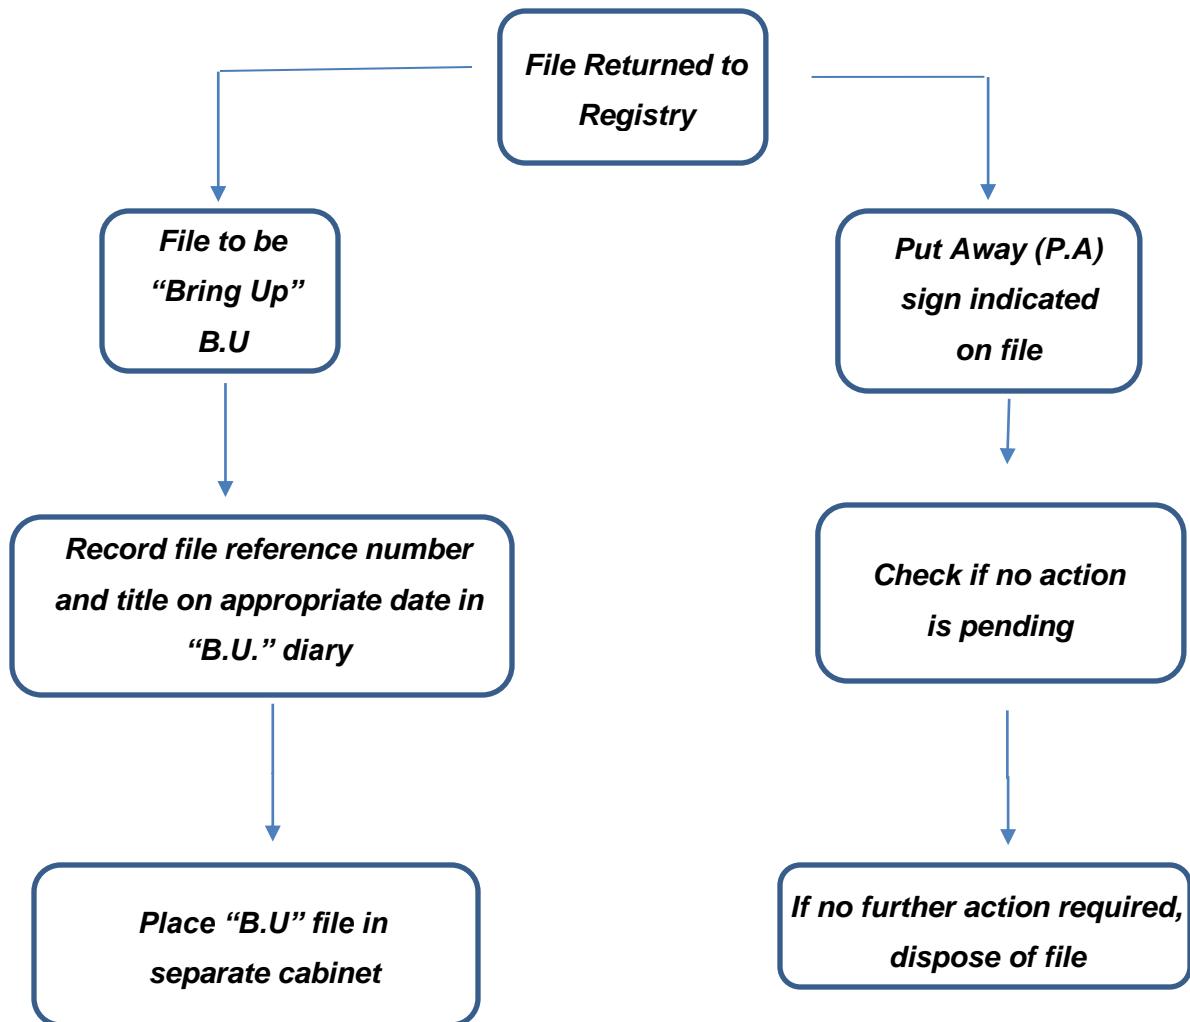 File Returned to
Registry
File to be
“Bring Up”
B.U
Put Away (P.A)
sign indicated
on file
Record file reference number
and title on appropriate date in
“B.U.” diary
Check if no action
is pending
Place “B.U” file in
separate cabinet
If no further action required,
dispose of file